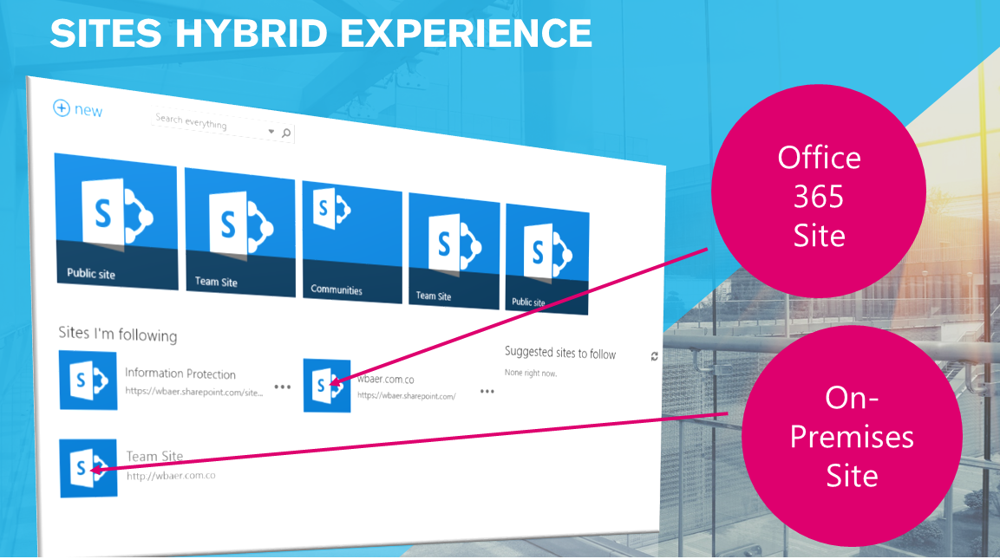 SITES HYBRID EXPERIENCE
new
Search everything
S
S
S
S
S
Public site
Team Site
Communities
Team Site
Public site
Sites I'm following
S
Information Protection
https://wbaer.sharepoint.com/site...
S
wbaer.com.co
https://wbaer.sharepoint.com/
Suggested sites to follow
None right now.
S
Team Site
http://wbaer.com.co
Office
365
Site
On-
Premises
Site